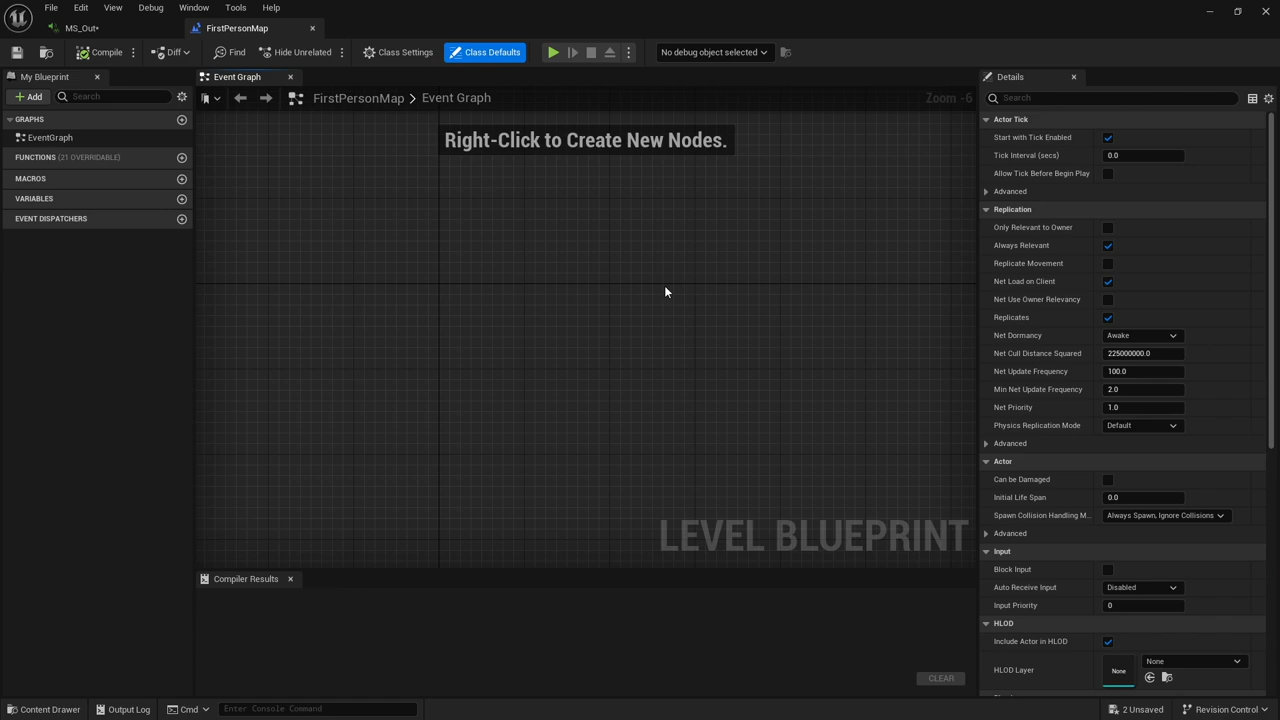 File Edit View Debug Window Tools Help
MS_Out*
FirstPersonMap
Compile
Diff
Find
Hide Unrelated
Class Settings
Class Defaults
No debug object selected
My Blueprint
Add
Search
GRAPHS
EventGraph
FUNCTIONS (21 OVERRIDABLE)
MACROS
VARIABLES
EVENT DISPATCHERS
Event Graph
FirstPersonMap > Event Graph
Zoom -6
Right-Click to Create New Nodes.
LEVEL BLUEPRINT
Compiler Results
CLEAR
Details
Search
Actor Tick
Start with Tick Enabled
Tick Interval (secs) 0.0
Allow Tick Before Begin Play
Advanced
Replication
Only Relevant to Owner
Always Relevant
Replicate Movement
Net Load on Client
Net Use Owner Relevancy
Replicates
Net Dormancy Awake
Net Cull Distance Squared 225000000.0
Net Update Frequency 100.0
Min Net Update Frequency 2.0
Net Priority 1.0
Physics Replication Mode Default
Advanced
Actor
Can be Damaged
Initial Life Span 0.0
Spawn Collision Handling M... Always Spawn, Ignore Collisions
Advanced
Input
Block Input
Auto Receive Input Disabled
Input Priority 0
HLOD
Include Actor in HLOD
HLOD Layer None None
Content Drawer
Output Log
Cmd
Enter Console Command
2 Unsaved
Revision Control